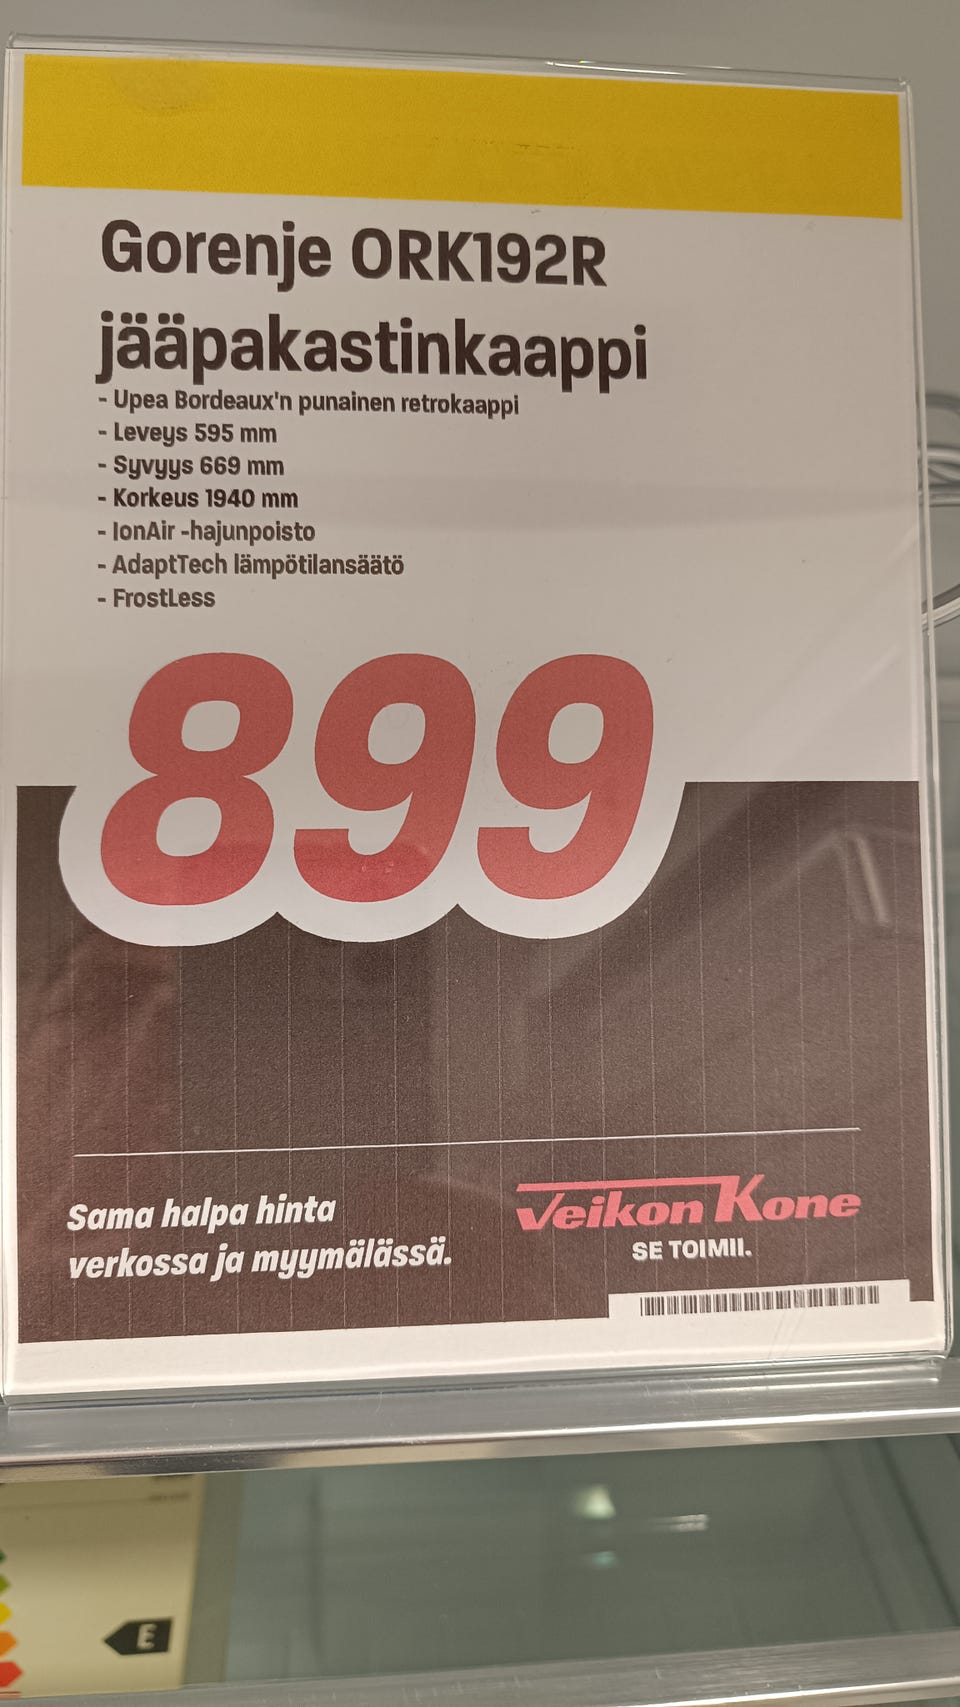 Gorenje ORK192R
jääpakastinkaappi
- Upea Bordeaux'n punainen retrokaappi
- Leveys 595 mm
- Syvyys 669 mm
- Korkeus 1940 mm
- IonAir -hajunpoisto
- AdaptTech lämpötilansäätö
- FrostLess
899
Sama halpa hinta
verkossa ja myymälässä.
Veikon Kone
SE TOIMII.
E